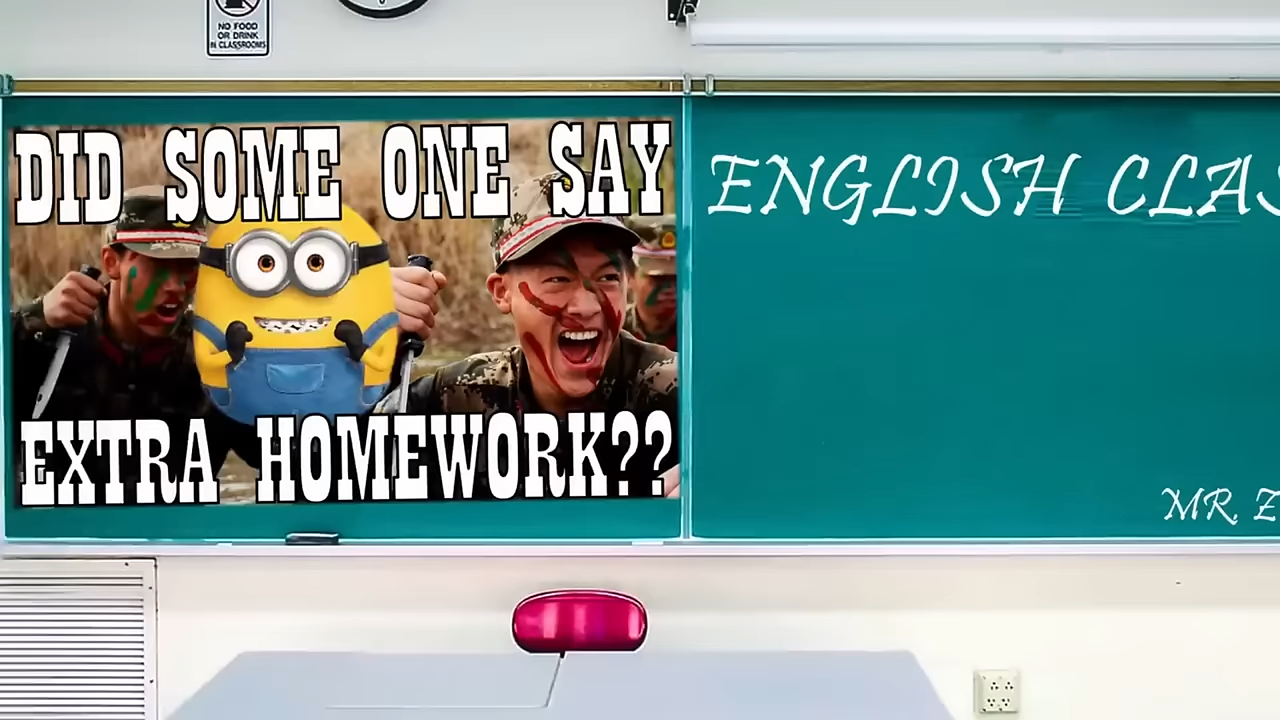 NO FOOD
OR DRINK
IN CLASSROOMS
DID SOME ONE SAY
EXTRA HOMEWORK??
ENGLISH CLAS
MR. Z